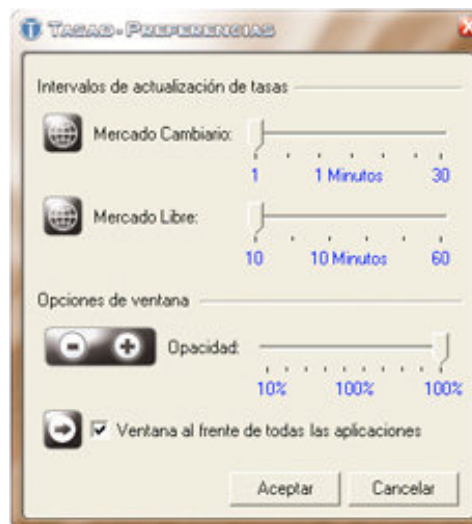 TASAD - PREFERENCIAS
Intervalos de actualización de tasas
Mercado Cambiario:
1 1 Minutos 30
Mercado Libre:
10 10 Minutos 60
Opciones de ventana
Opacidad:
10% 100% 100%
Ventana al frente de todas las aplicaciones
Aceptar Cancelar